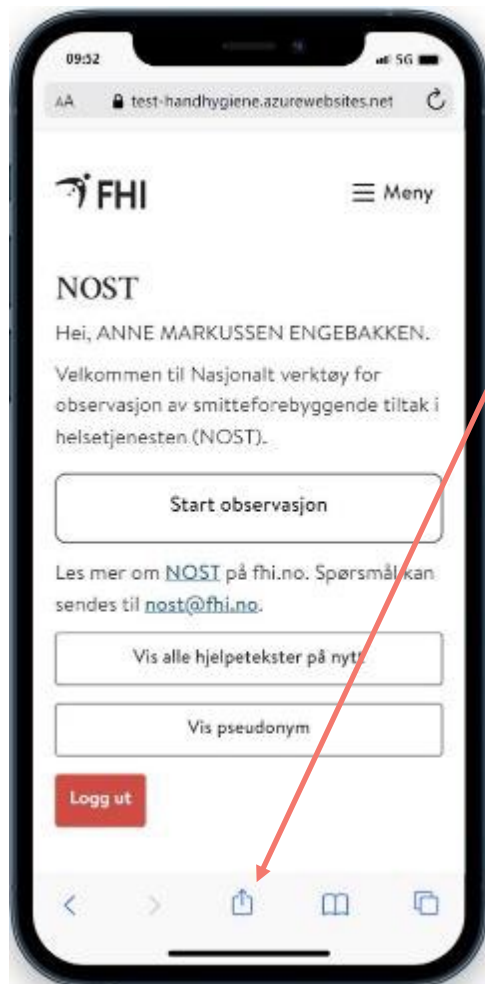 09:52
5G
AA test-handhygiene.azurewebsites.net
FHI
Meny
NOST
Hei, ANNE MARKUSSEN ENGEBAKKEN.
Velkommen til Nasjonalt verktøy for
observasjon av smitteforebyggende tiltak i
helsetjenesten (NOST).
Start observasjon
Les mer om NOST på fhi.no. Spørsmål kan
sendes til nost@fhi.no.
Vis alle hjelpetekster på nytt
Vis pseudonym
Logg ut